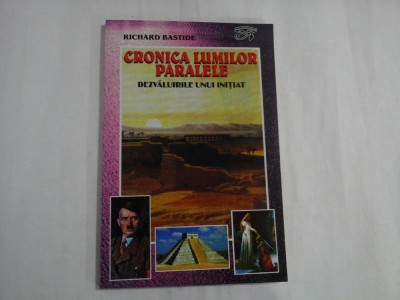 RICHARD BASTIDE
CRONICA LUMILOR
PARALELE
DEZVĂLUIRILE UNUI INIȚIAT